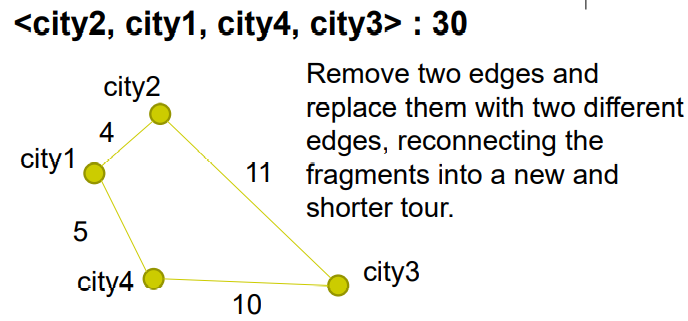 <city2, city1, city4, city3> : 30
Remove two edges and
replace them with two different
edges, reconnecting the
fragments into a new and
shorter tour.
city2
4
city1
11
5
city4
city3
10